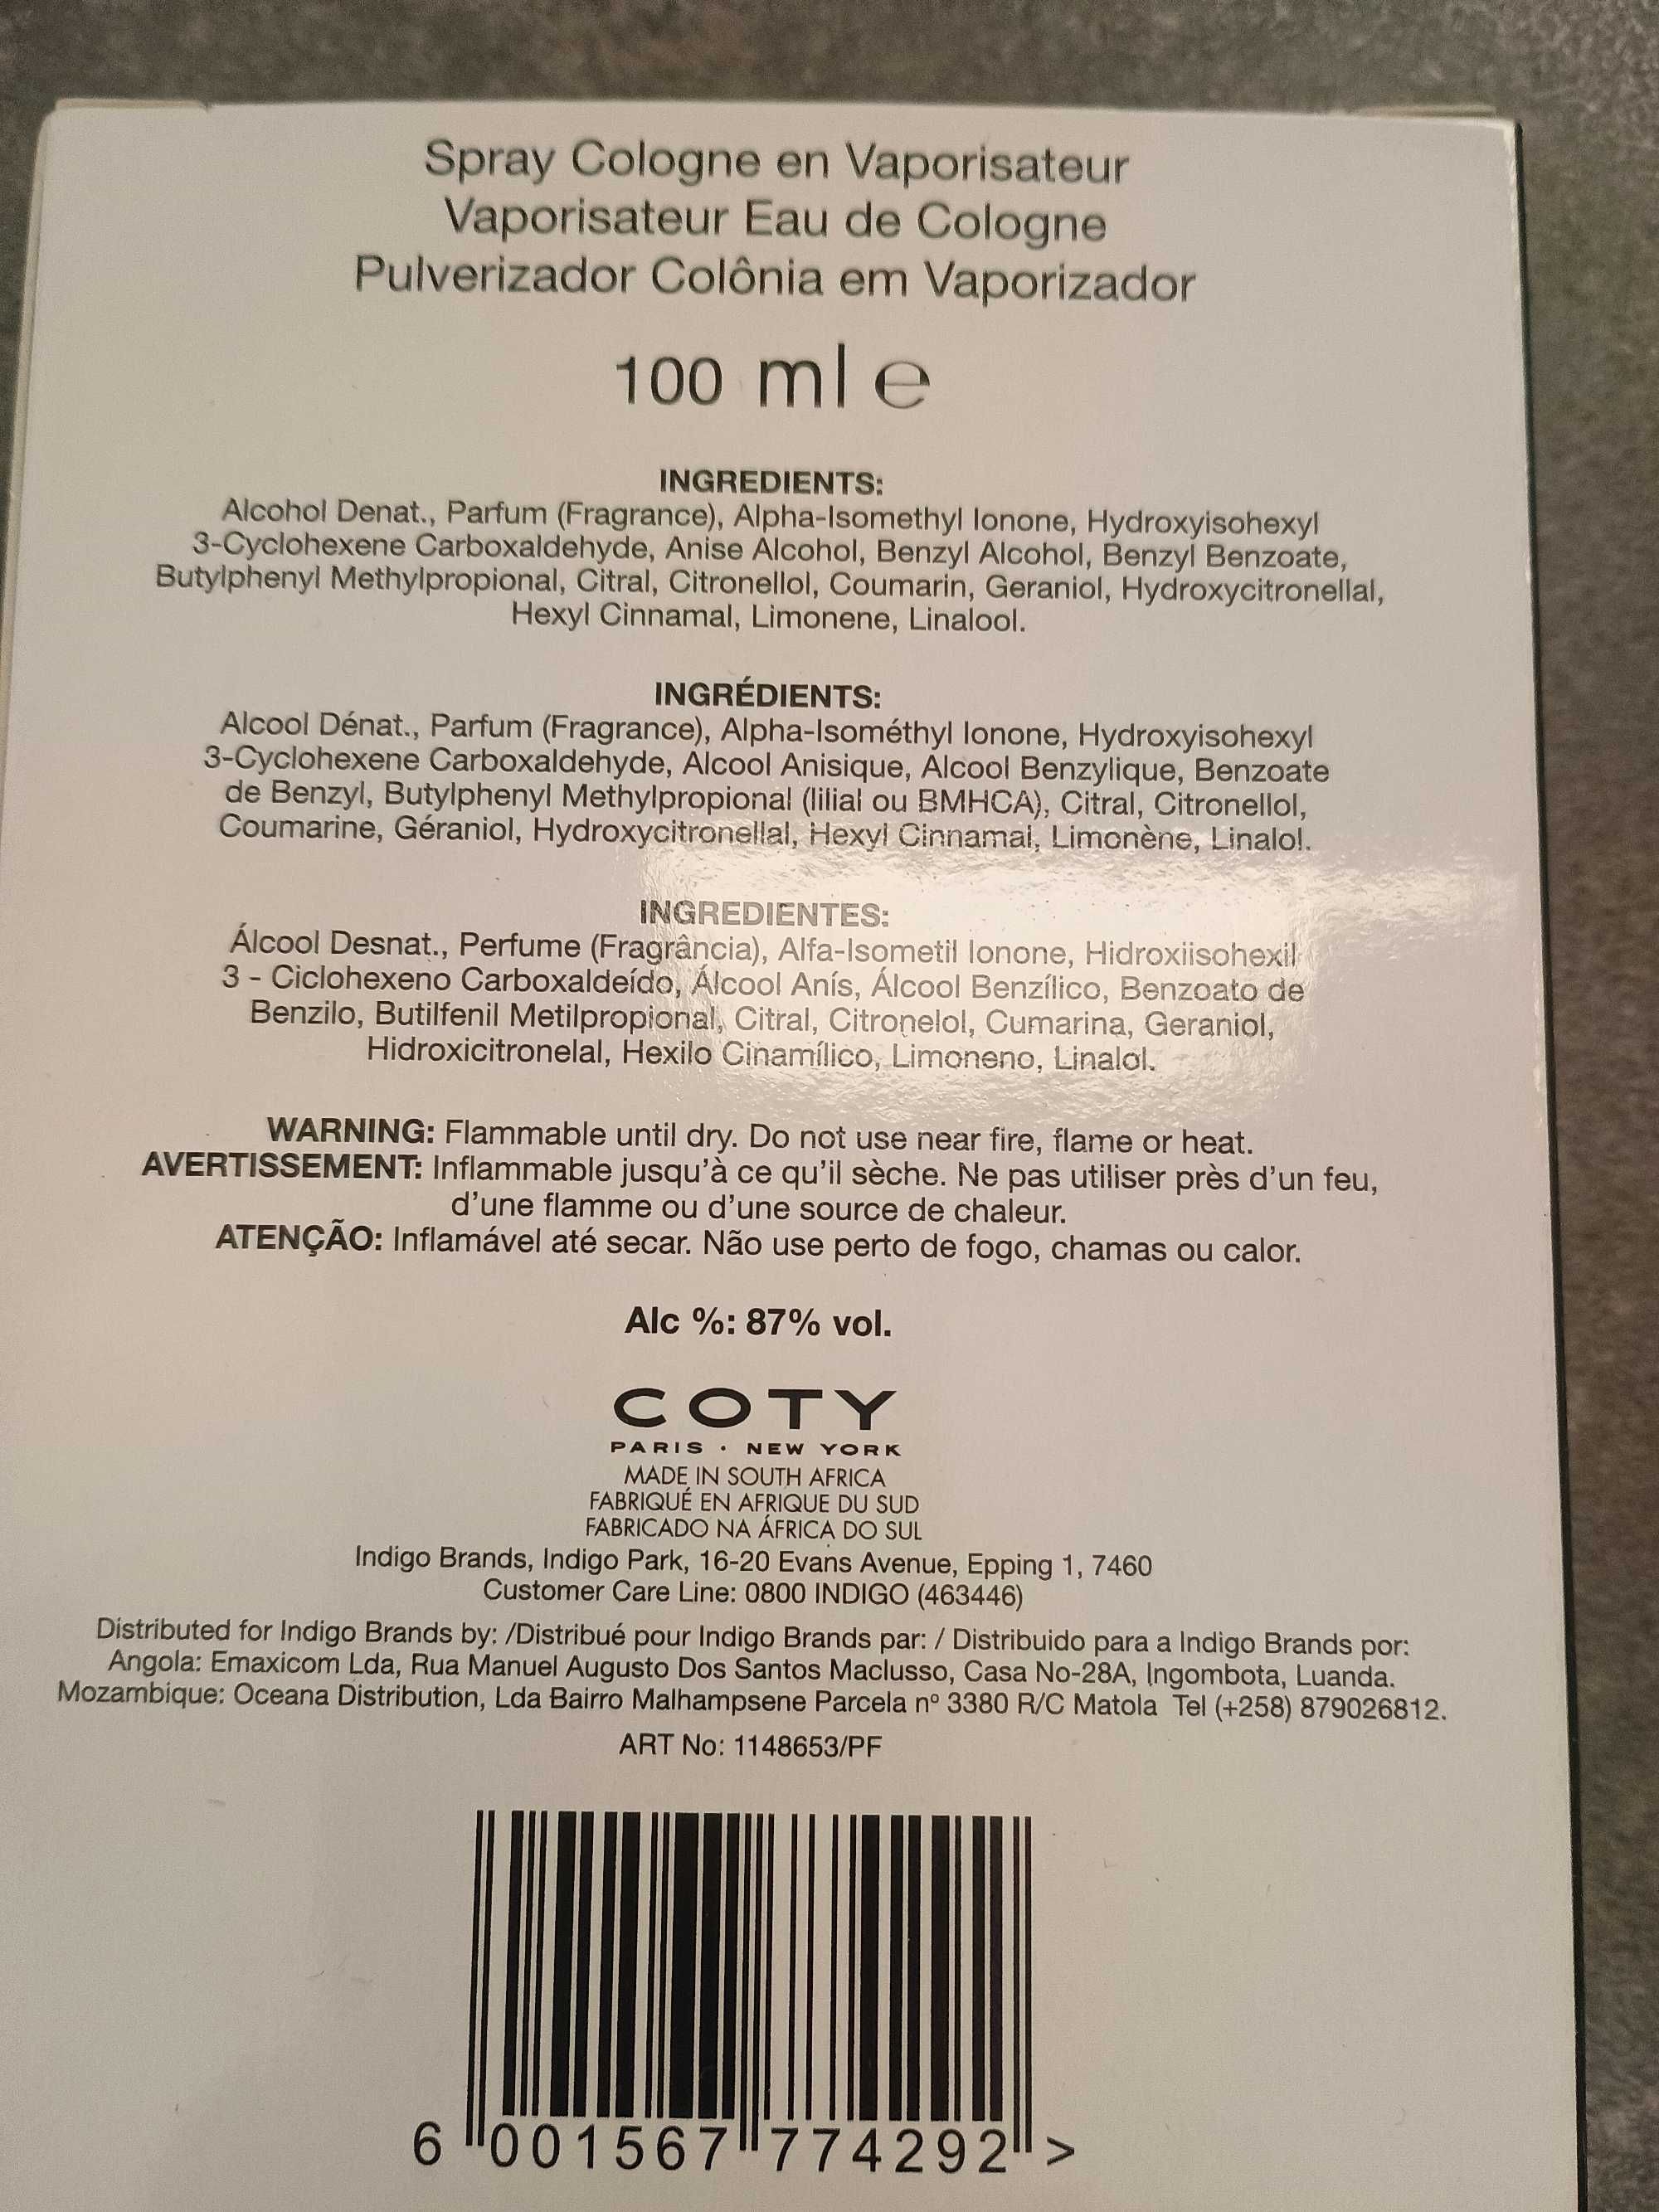 Spray Cologne en Vaporisateur
Vaporisateur Eau de Cologne
Pulverizador Colônia em Vaporizador
100 ml e
INGREDIENTS:
Alcohol Denat., Parfum (Fragrance), Alpha-Isomethyl Ionone, Hydroxyisohexyl
3-Cyclohexene Carboxaldehyde, Anise Alcohol, Benzyl Alcohol, Benzyl Benzoate,
Butylphenyl Methylpropional, Citral, Citronellol, Coumarin, Geraniol, Hydroxycitronellal,
Hexyl Cinnamal, Limonene, Linalool.
INGRÉDIENTS:
Alcool Dénat., Parfum (Fragrance), Alpha-Isométhyl Ionone, Hydroxyisohexyl
3-Cyclohexene Carboxaldehyde, Alcool Anisique, Alcool Benzylique, Benzoate
de Benzyl, Butylphenyl Methylpropional (lilial ou BMHCA), Citral, Citronellol,
Coumarine, Géraniol, Hydroxycitronellal, Hexyl Cinnamal, Limonène, Linalol.
INGREDIENTES:
Álcool Desnat., Perfume (Fragrância), Alfa-Isometil Ionone, Hidroxiisohexil
3 - Ciclohexeno Carboxaldeído, Álcool Anís, Álcool Benzílico, Benzoato de
Benzilo, Butilfenil Metilpropional, Citral, Citronelol, Cumarina, Geraniol,
Hidroxicitronelal, Hexilo Cinamílico, Limoneno, Linalol.
WARNING: Flammable until dry. Do not use near fire, flame or heat.
AVERTISSEMENT: Inflammable jusqu'à ce qu'il sèche. Ne pas utiliser près d'un feu,
d'une flamme ou d'une source de chaleur.
ATENÇÃO: Inflamável até secar. Não use perto de fogo, chamas ou calor.
Alc %: 87% vol.
COTY
PARIS · NEW YORK
MADE IN SOUTH AFRICA
FABRIQUÉ EN AFRIQUE DU SUD
FABRICADO NA ÁFRICA DO SUL
Indigo Brands, Indigo Park, 16-20 Evans Avenue, Epping 1, 7460
Customer Care Line: 0800 INDIGO (463446)
Distributed for Indigo Brands by: /Distribué pour Indigo Brands par: / Distribuido para a Indigo Brands por:
Angola: Emaxicom Lda, Rua Manuel Augusto Dos Santos Maclusso, Casa No-28A, Ingombota, Luanda.
Mozambique: Oceana Distribution, Lda Bairro Malhampsene Parcela nº 3380 R/C Matola Tel (+258) 879026812.
ART No: 1148653/PF
6 001567 774292 >